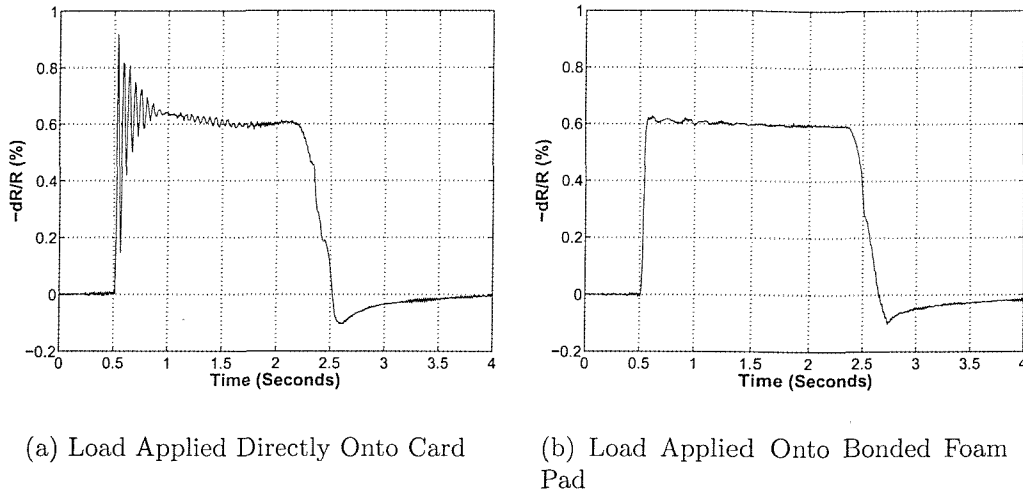 1
0.8
0.6
0.4
0.2
0
−0.2
−dR/R (%)
0 0.5 1 1.5 2 2.5 3 3.5 4
Time (Seconds)
(a) Load Applied Directly Onto Card
1
0.8
0.6
0.4
0.2
0
−0.2
−dR/R (%)
0 0.5 1 1.5 2 2.5 3 3.5 4
Time (Seconds)
(b) Load Applied Onto Bonded Foam
Pad